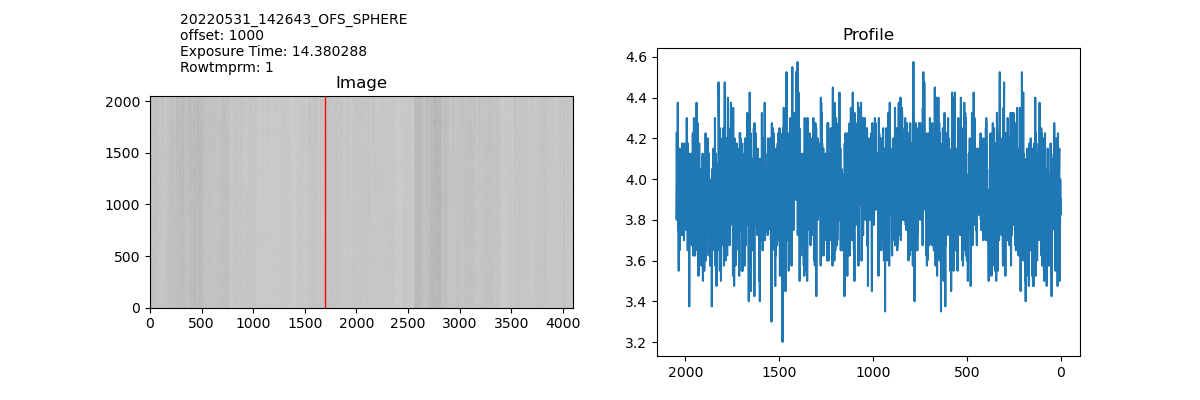 20220531_142643_OFS_SPHERE
offset: 1000
Exposure Time: 14.380288
Rowtmprm: 1
Image
2000
1500
1000
500
0
0 500 1000 1500 2000 2500 3000 3500 4000
Profile
4.6
4.4
4.2
4.0
3.8
3.6
3.4
3.2
2000 1500 1000 500 0